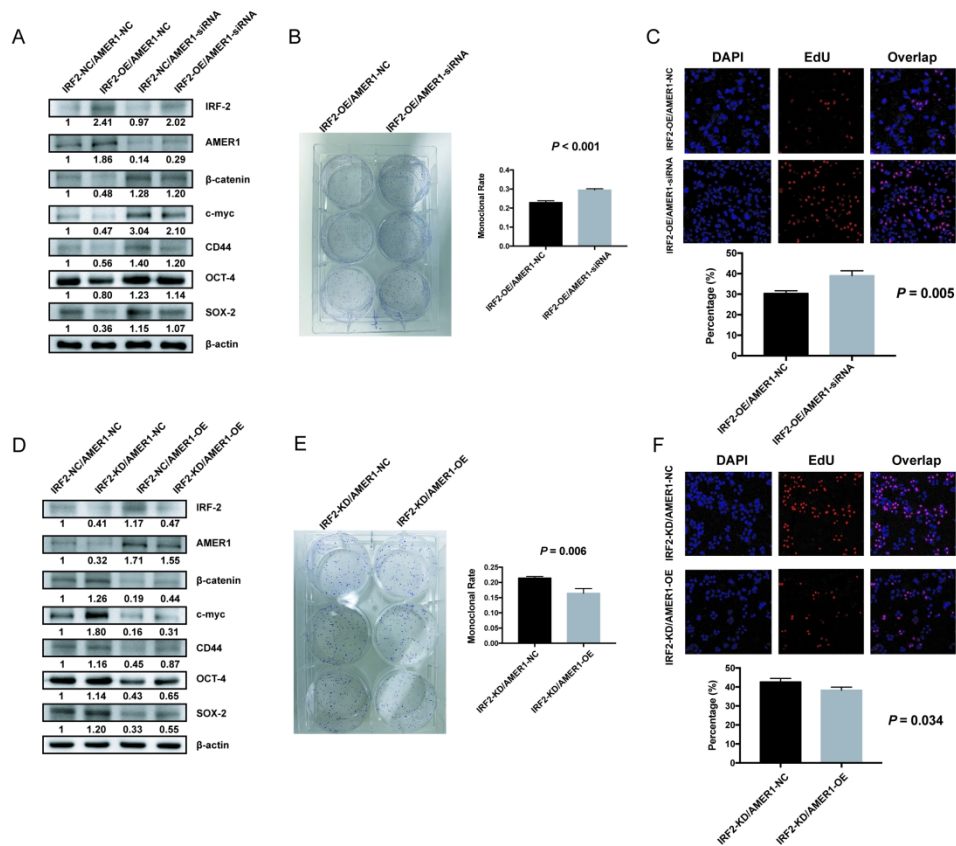 A
IRF2-NC/AMER1-NC
IRF2-OE/AMER1-NC
IRF2-NC/AMER1-siRNA
IRF2-OE/AMER1-siRNA
IRF-2
1 2.41 0.97 2.02
AMER1
1 1.86 0.14 0.29
β-catenin
1 0.48 1.28 1.20
c-myc
1 0.47 3.04 2.10
CD44
1 0.56 1.40 1.20
OCT-4
1 0.80 1.23 1.14
SOX-2
1 0.36 1.15 1.07
β-actin
B
IRF2-OE/AMER1-NC
IRF2-OE/AMER1-siRNA
P < 0.001
Monoclonal Rate
0.4
0.3
0.2
0.1
0.0
IRF2-OE/AMER1-NC
IRF2-OE/AMER1-siRNA
C
DAPI EdU Overlap
IRF2-OE/AMER1-NC
IRF2-OE/AMER1-siRNA
Percentage (%)
50
40
30
20
10
0
P = 0.005
IRF2-OE/AMER1-NC
IRF2-OE/AMER1-siRNA
D
IRF2-NC/AMER1-NC
IRF2-KD/AMER1-NC
IRF2-NC/AMER1-OE
IRF2-KD/AMER1-OE
IRF-2
1 0.41 1.17 0.47
AMER1
1 0.32 1.71 1.55
β-catenin
1 1.26 0.19 0.44
c-myc
1 1.80 0.16 0.31
CD44
1 1.16 0.45 0.87
OCT-4
1 1.14 0.43 0.65
SOX-2
1 1.20 0.33 0.55
β-actin
E
IRF2-KD/AMER1-NC
IRF2-KD/AMER1-OE
P = 0.006
Monoclonal Rate
0.25
0.20
0.15
0.10
0.05
0.00
IRF2-KD/AMER1-NC
IRF2-KD/AMER1-OE
F
DAPI EdU Overlap
IRF2-KD/AMER1-NC
IRF2-KD/AMER1-OE
Percentage (%)
50
40
30
20
10
0
P = 0.034
IRF2-KD/AMER1-NC
IRF2-KD/AMER1-OE